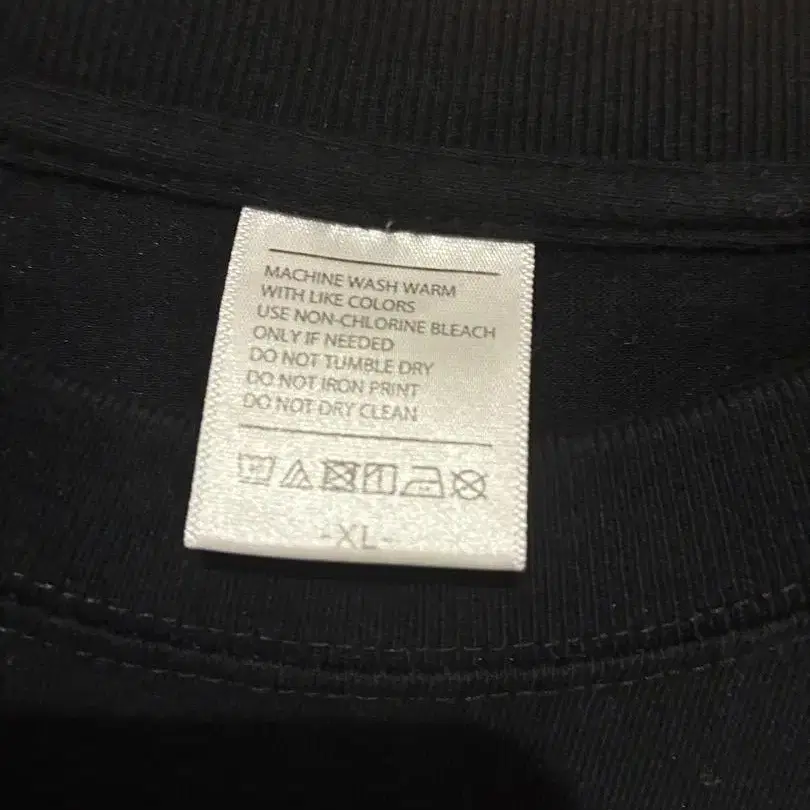 MACHINE WASH WARM
WITH LIKE COLORS
USE NON-CHLORINE BLEACH
ONLY IF NEEDED
DO NOT TUMBLE DRY
DO NOT IRON PRINT
DO NOT DRY CLEAN
-XL-